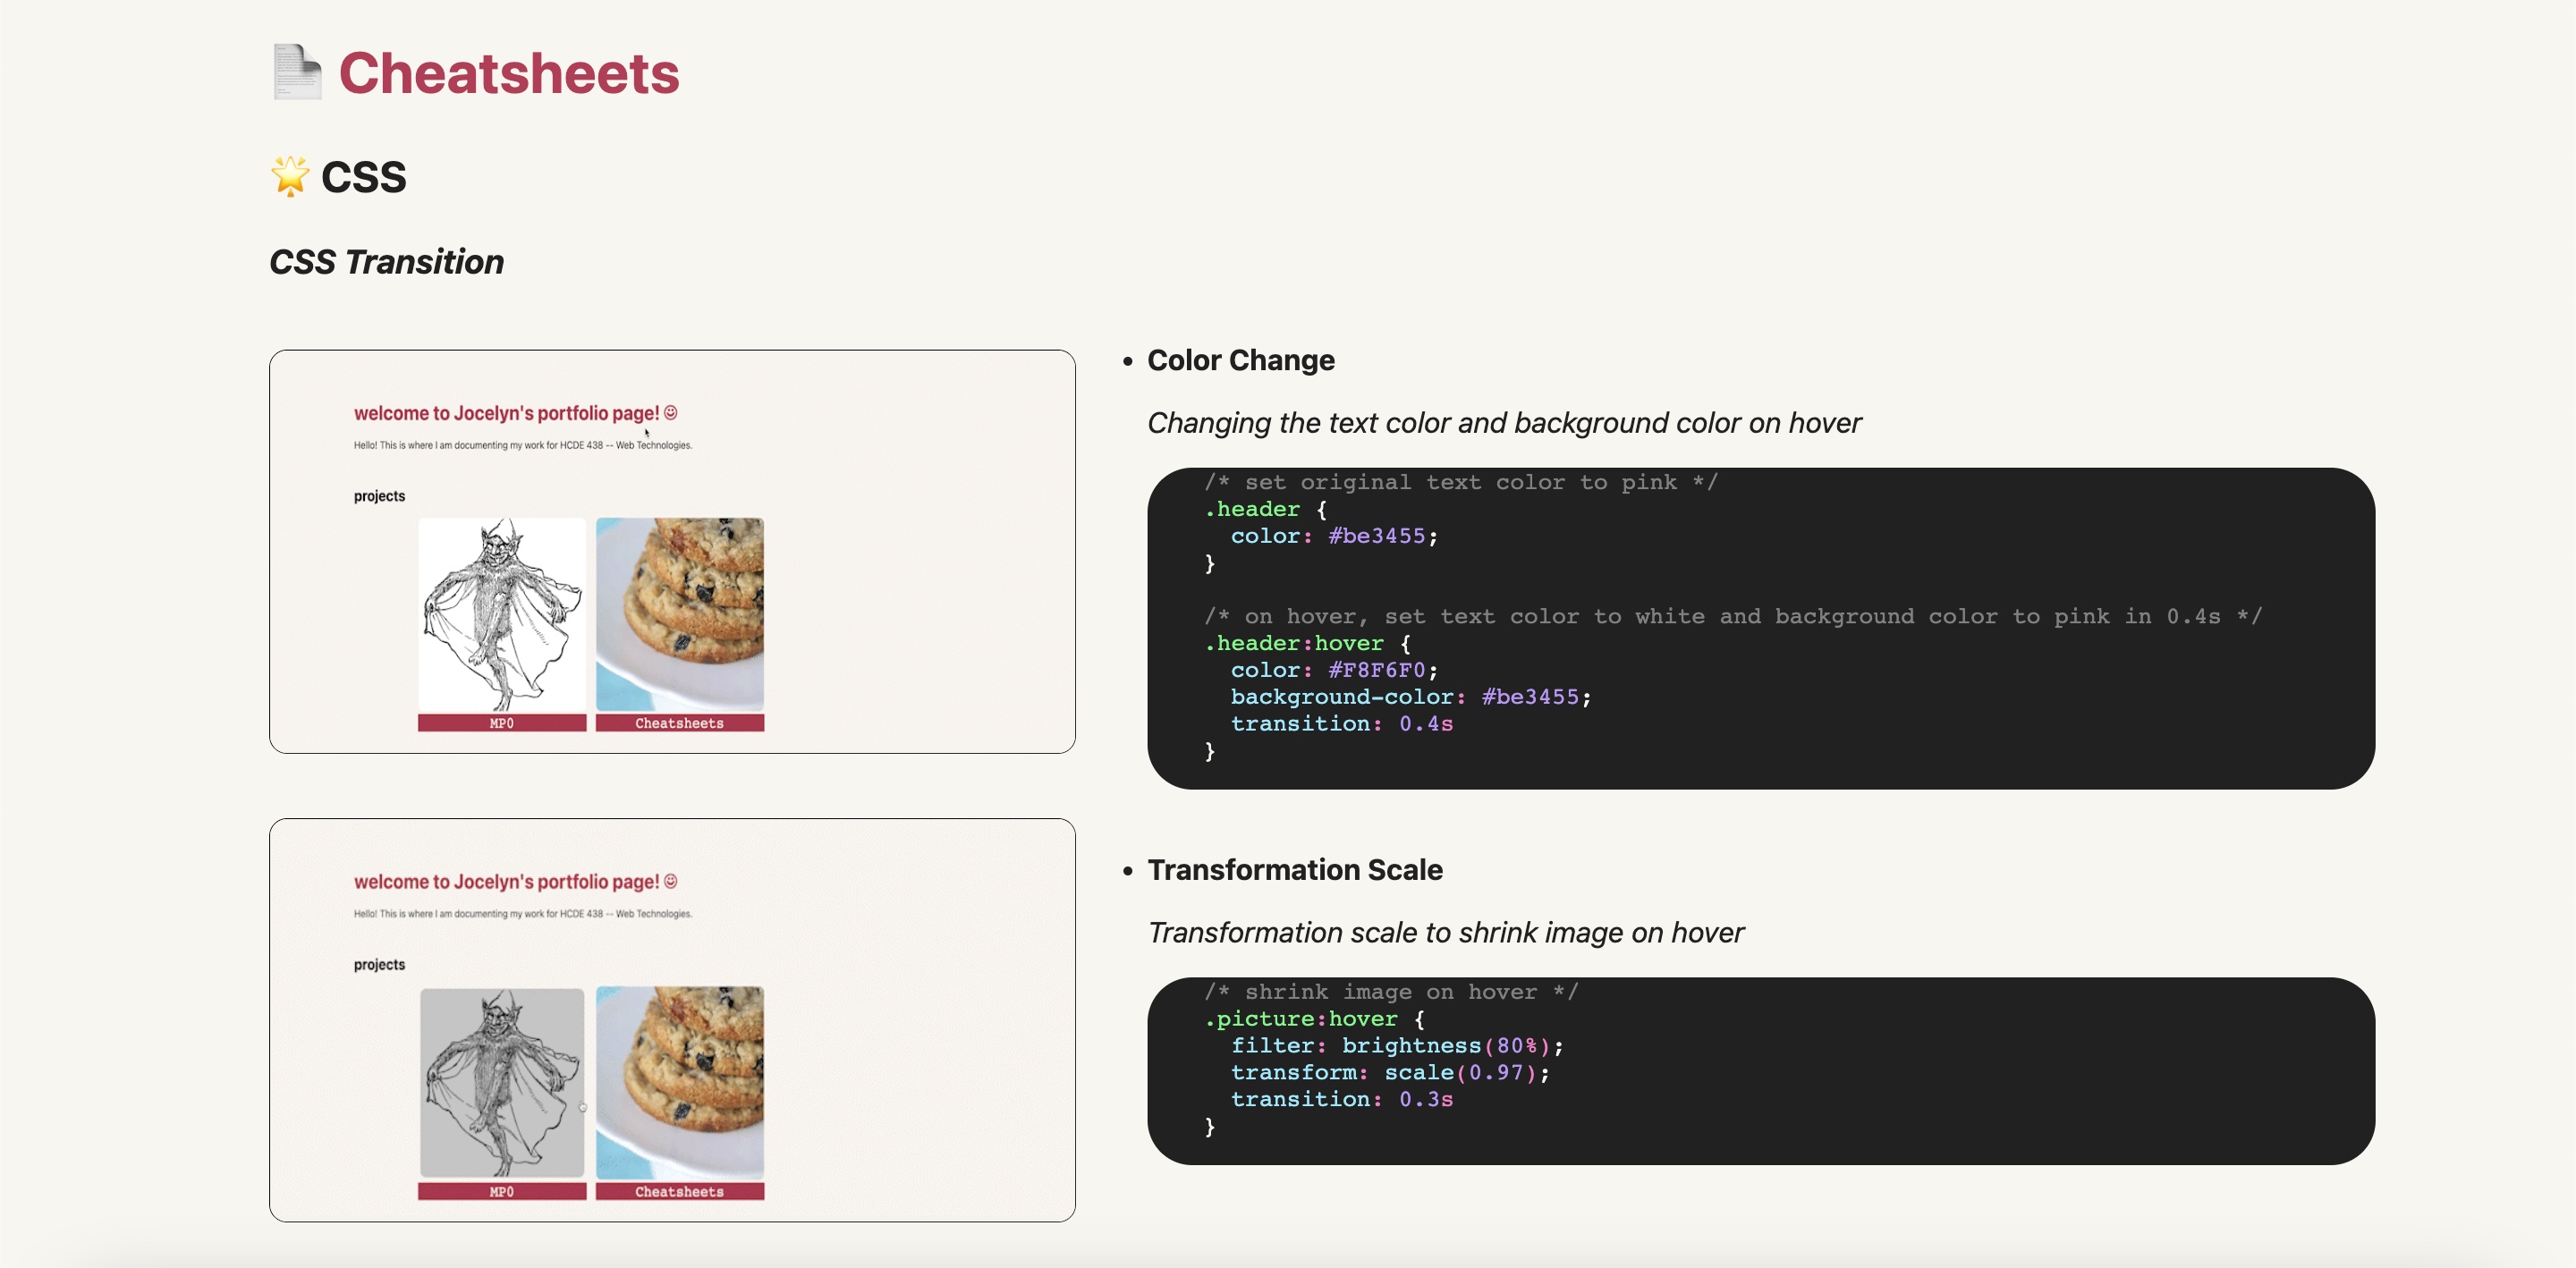 Cheatsheets
🌟 CSS
CSS Transition
welcome to Jocelyn's portfolio page! ☺
Hello! This is where I am documenting my work for HCDE 438 -- Web Technologies.
projects
MP0
Cheatsheets
• Color Change
Changing the text color and background color on hover
/* set original text color to pink */
.header {
  color: #be3455;
}
/* on hover, set text color to white and background color to pink in 0.4s */
.header:hover {
  color: #F8F6F0;
  background-color: #be3455;
  transition: 0.4s
}
welcome to Jocelyn's portfolio page! ☺
Hello! This is where I am documenting my work for HCDE 438 -- Web Technologies.
projects
MP0
Cheatsheets
• Transformation Scale
Transformation scale to shrink image on hover
/* shrink image on hover */
.picture:hover {
  filter: brightness(80%);
  transform: scale(0.97);
  transition: 0.3s
}